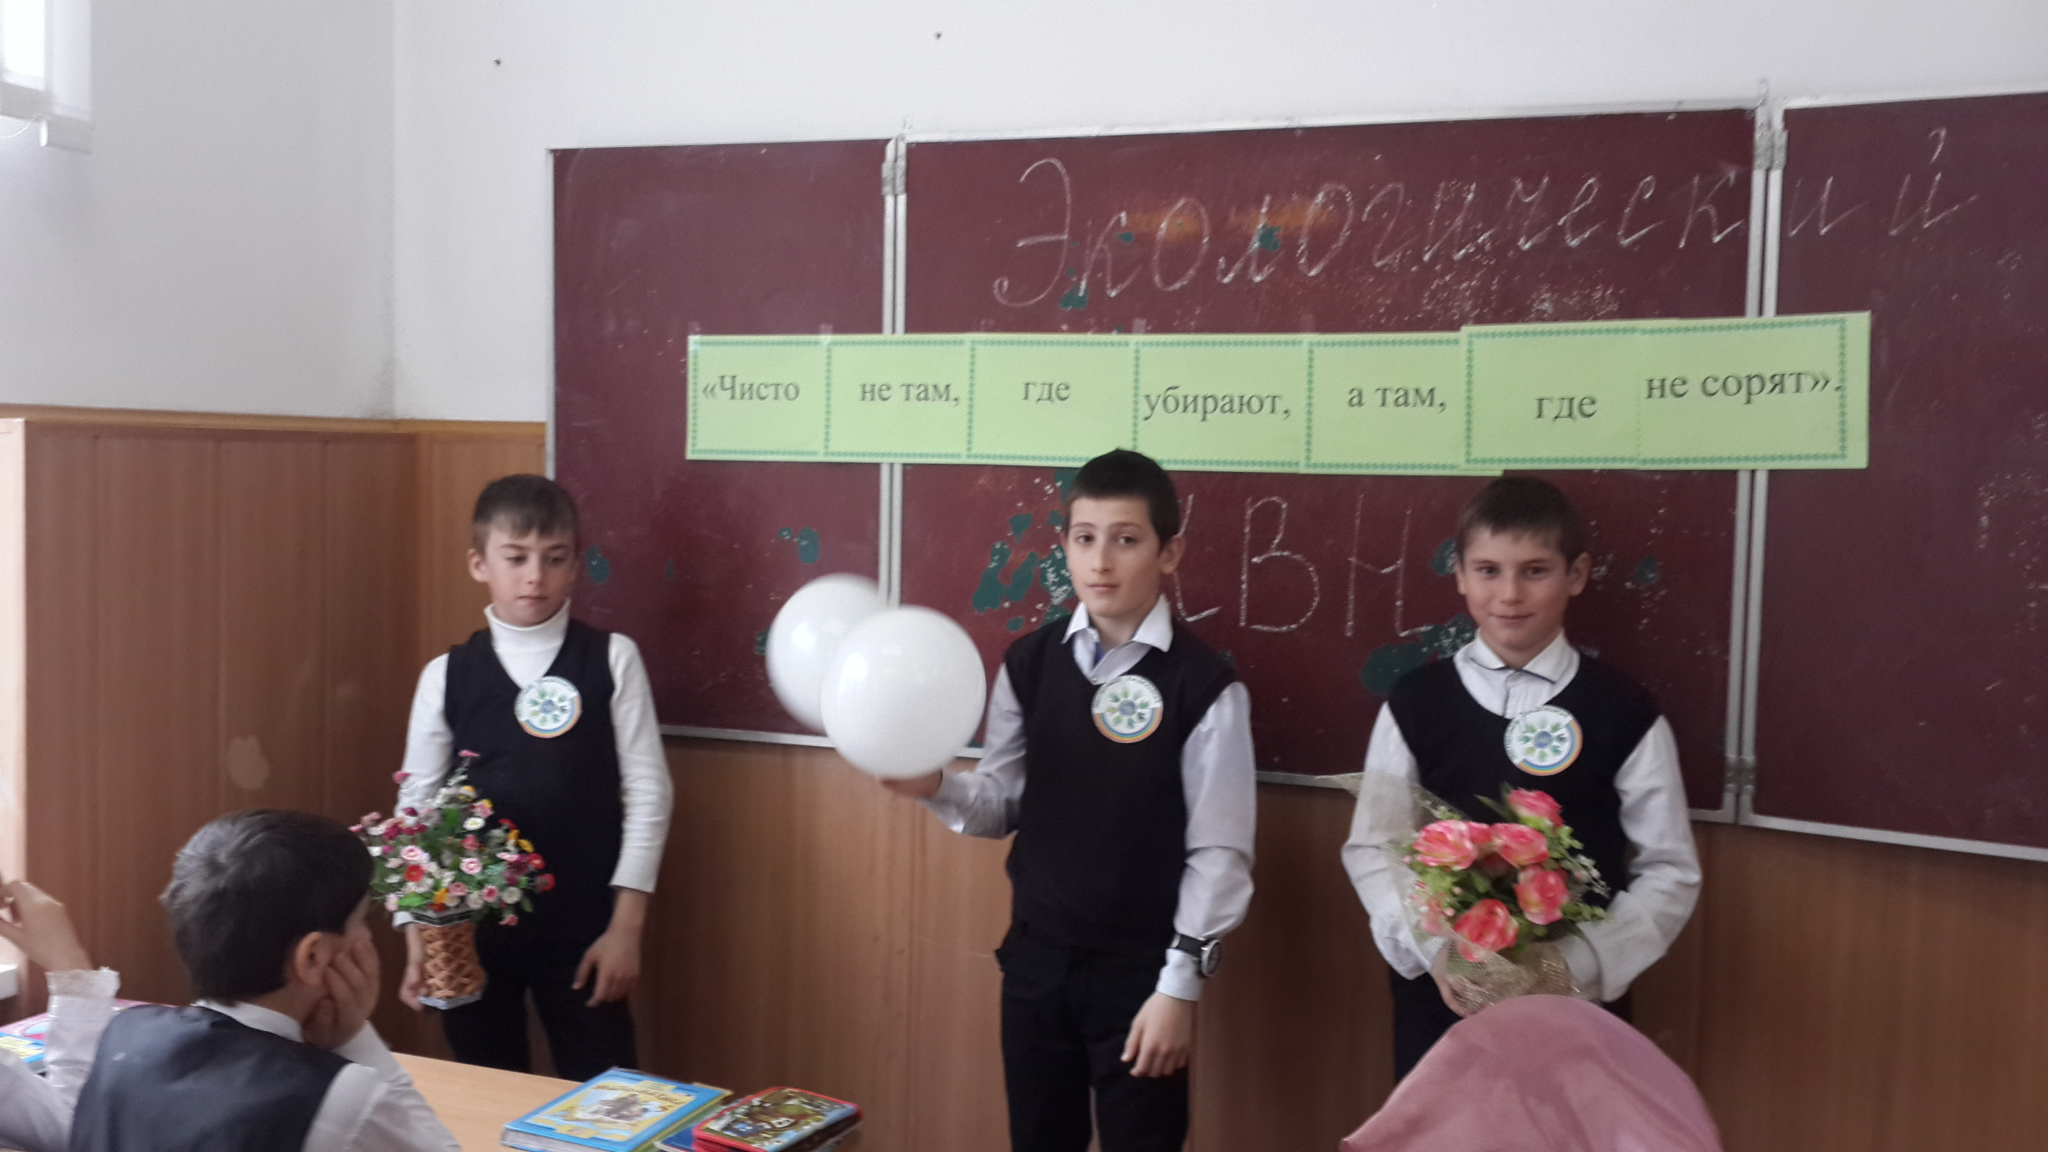 Экологический
«Чисто не там, где убирают, а там, где не сорят».
КВН